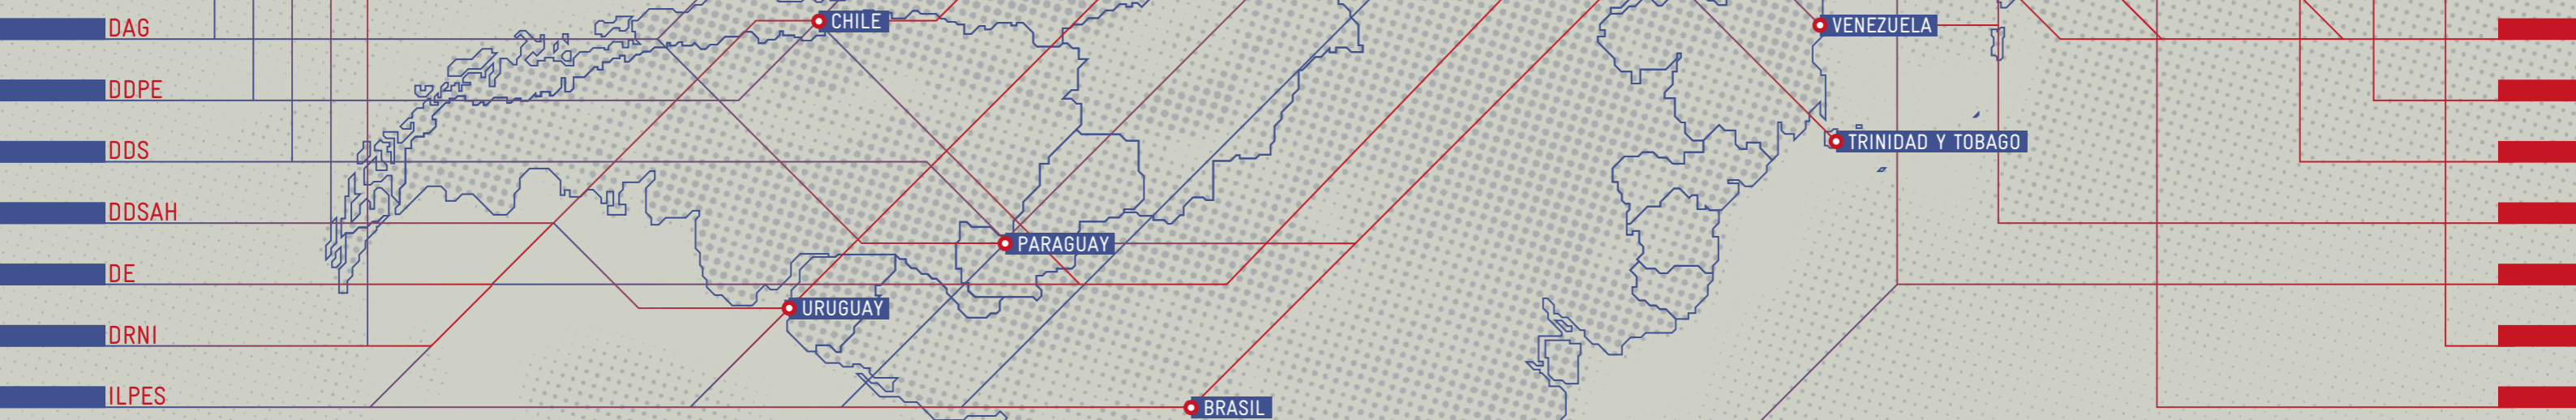 DAG
CHILE
VENEZUELA
DDPE
DDS
TRINIDAD Y TOBAGO
DDSAH
PARAGUAY
DE
URUGUAY
DRNI
ILPES
BRASIL